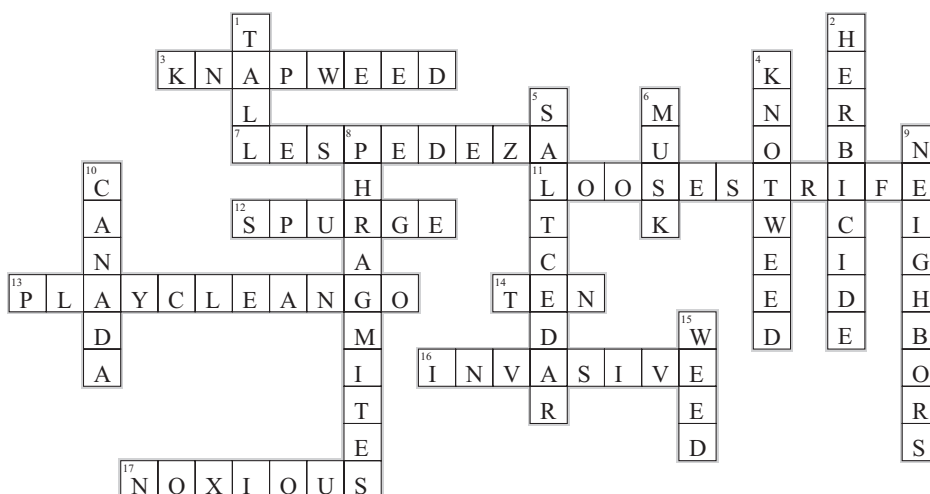 1 T 2 H
3 K N A P W E E D 4 K E
L 5 S 6 M N R
7 L E S 8 P E D E Z A U O B 9 N
10 C H 11 L O O S E S T R I F E
A 12 S P U R G E T K W C I
N A C E I G
13 P L A Y C L E A N G O 14 T E N E D H
D M D 15 W D E B
A I 16 I N V A S I V E O
T R E R
E D S
17 N O X I O U S